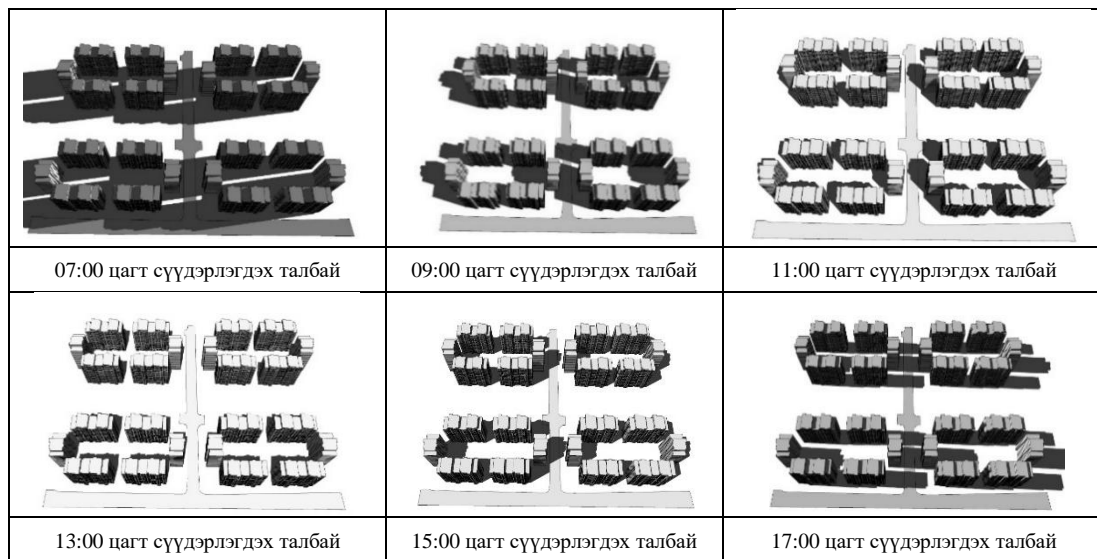 07:00 цагт сүүдэрлэгдэх талбай
09:00 цагт сүүдэрлэгдэх талбай
11:00 цагт сүүдэрлэгдэх талбай
13:00 цагт сүүдэрлэгдэх талбай
15:00 цагт сүүдэрлэгдэх талбай
17:00 цагт сүүдэрлэгдэх талбай